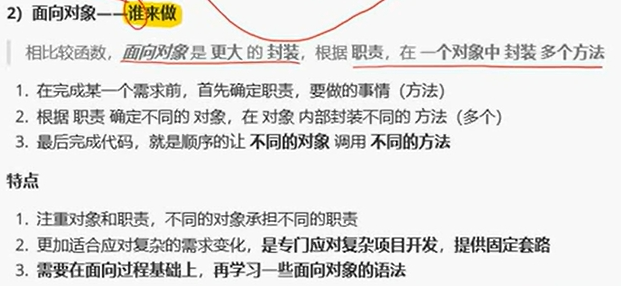 2) 面向对象——谁来做
相比较函数，面向对象 是 更大 的 封装，根据 职责，在 一个对象中 封装 多个方法
1. 在完成某一个需求前，首先确定职责，要做的事情（方法）
2. 根据 职责 确定不同的 对象，在 对象 内部封装不同的 方法（多个）
3. 最后完成代码，就是顺序的让 不同的对象 调用 不同的方法
特点
1. 注重对象和职责，不同的对象承担不同的职责
2. 更加适合应对复杂的需求变化，是专门应对复杂项目开发，提供固定套路
3. 需要在面向过程基础上，再学习一些面向对象的语法